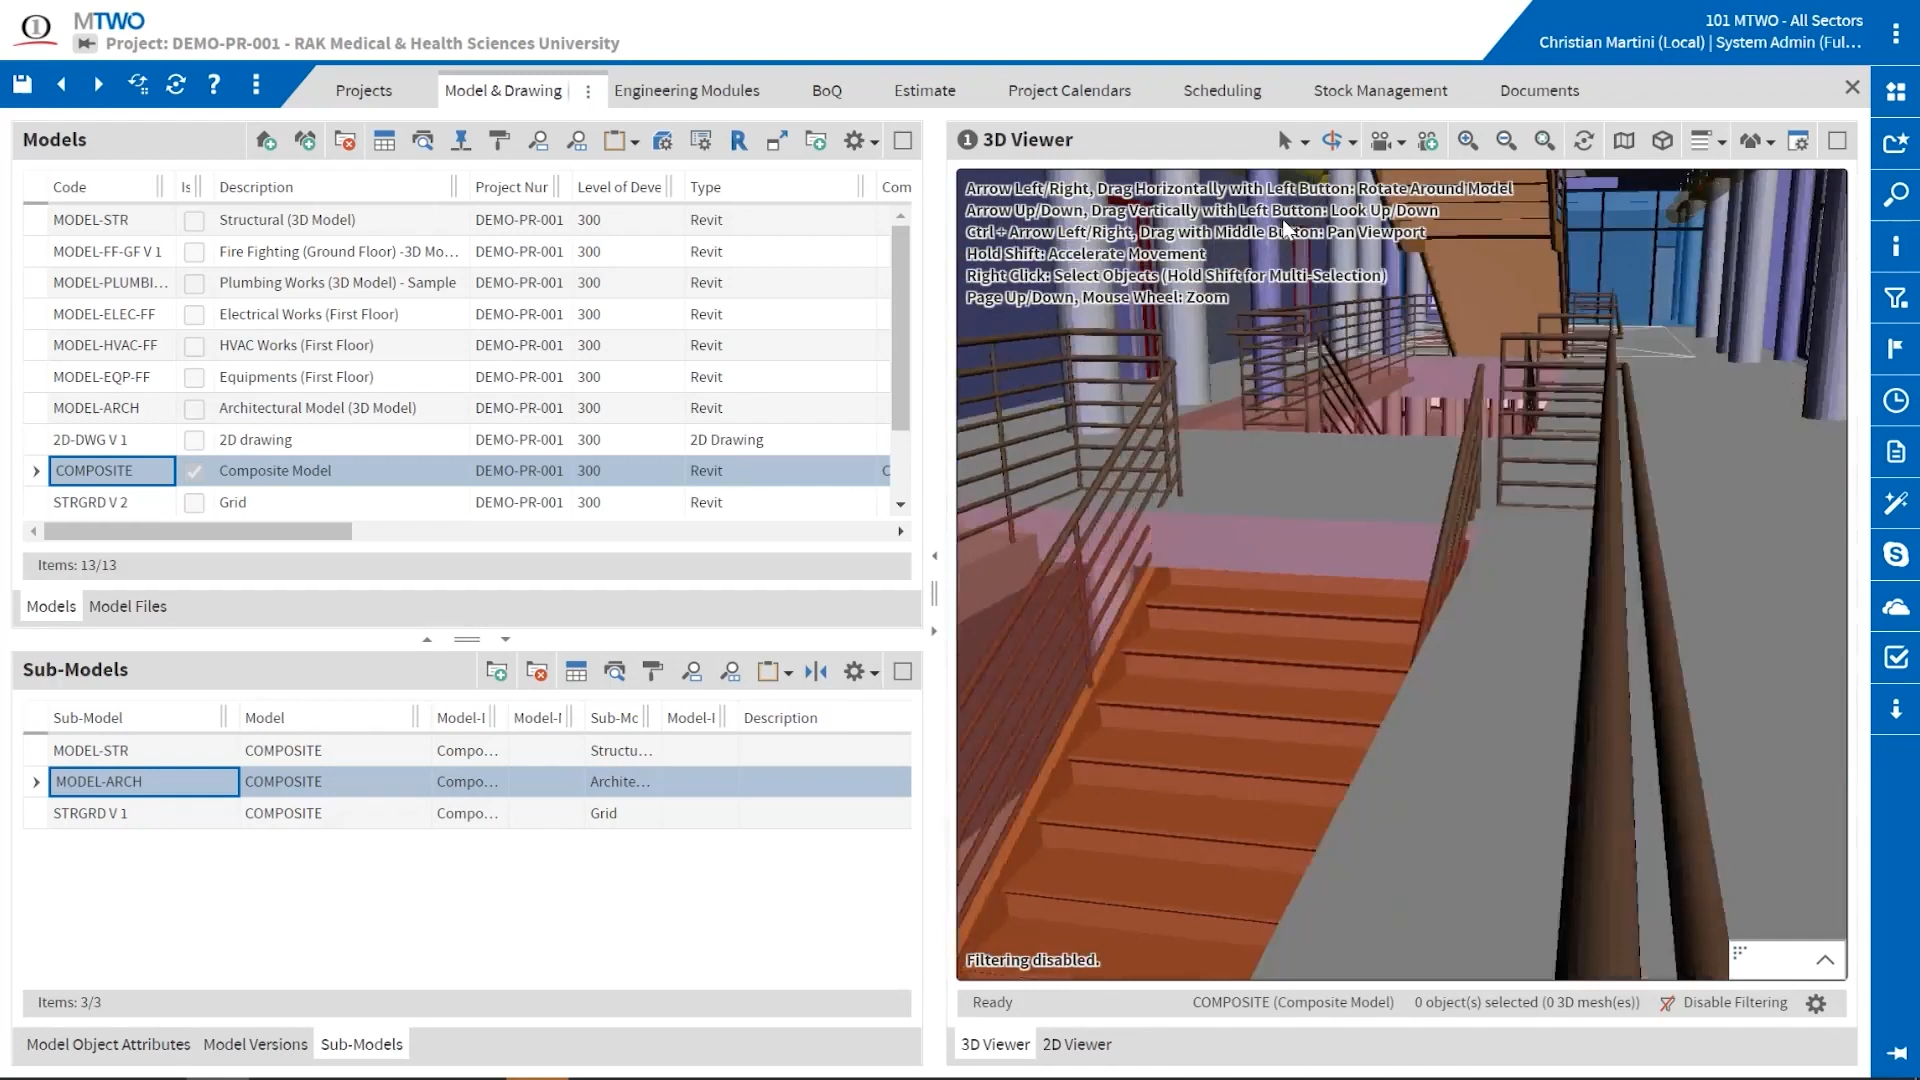 MTWO
Project: DEMO-PR-001 - RAK Medical & Health Sciences University
101 MTWO - All Sectors
Christian Martini (Local) | System Admin (Ful...
Projects
Model & Drawing
Engineering Modules
BoQ
Estimate
Project Calendars
Scheduling
Stock Management
Documents
Models
Code Is Description Project Nur Level of Deve Type Com
MODEL-STR Structural (3D Model) DEMO-PR-001 300 Revit
MODEL-FF-GF V 1 Fire Fighting (Ground Floor) -3D Mo... DEMO-PR-001 300 Revit
MODEL-PLUMBI... Plumbing Works (3D Model) - Sample DEMO-PR-001 300 Revit
MODEL-ELEC-FF Electrical Works (First Floor) DEMO-PR-001 300 Revit
MODEL-HVAC-FF HVAC Works (First Floor) DEMO-PR-001 300 Revit
MODEL-EQP-FF Equipments (First Floor) DEMO-PR-001 300 Revit
MODEL-ARCH Architectural Model (3D Model) DEMO-PR-001 300 Revit
2D-DWG V 1 2D drawing DEMO-PR-001 300 2D Drawing
COMPOSITE Composite Model DEMO-PR-001 300 Revit C
STRGRD V 2 Grid DEMO-PR-001 300 Revit
Items: 13/13
Models Model Files
Sub-Models
Sub-Model Model Model-I Model-I Sub-Mc Model-I Description
MODEL-STR COMPOSITE Compo... Structu...
MODEL-ARCH COMPOSITE Compo... Archite...
STRGRD V 1 COMPOSITE Compo... Grid
Items: 3/3
Model Object Attributes Model Versions Sub-Models
1 3D Viewer
Arrow Left/Right, Drag Horizontally with Left Button: Rotate Around Model
Arrow Up/Down, Drag Vertically with Left Button: Look Up/Down
Ctrl + Arrow Left/Right, Drag with Middle Button: Pan Viewport
Hold Shift: Accelerate Movement
Right Click: Select Objects (Hold Shift for Multi-Selection)
Page Up/Down, Mouse Wheel: Zoom
Filtering disabled.
Ready COMPOSITE (Composite Model) 0 object(s) selected (0 3D mesh(es)) Disable Filtering
3D Viewer 2D Viewer